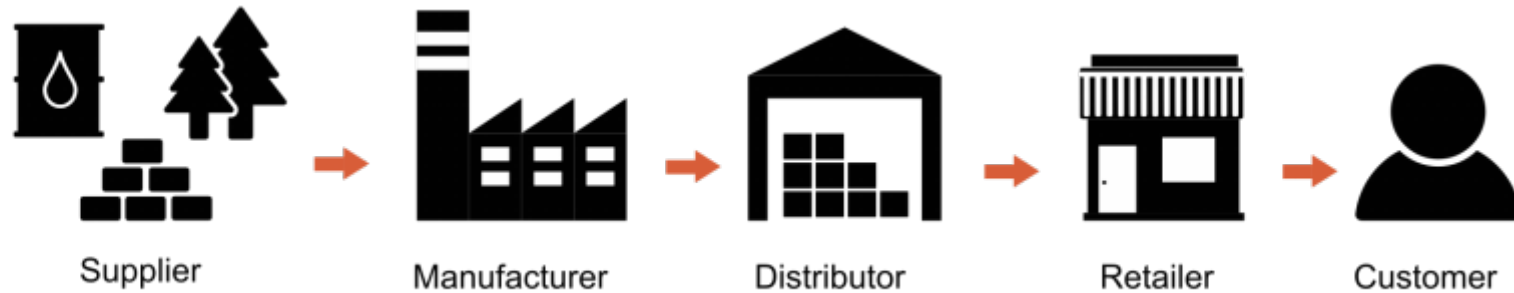 Supplier
Manufacturer
Distributor
Retailer
Customer